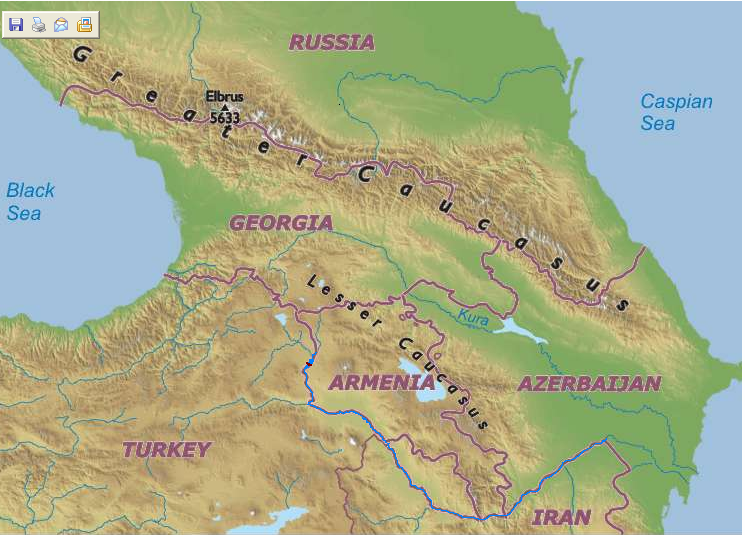 RUSSIA
Greater Caucasus
Elbrus
5633
Caspian
Sea
Black
Sea
GEORGIA
Lesser Caucasus
Kura
ARMENIA
AZERBAIJAN
TURKEY
IRAN